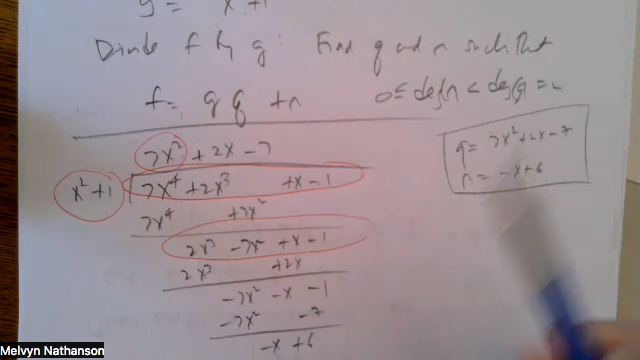 g = x² + 1
Divide f by g: Find q and r such that
f = g q + r 0 ≤ deg r < deg g = 2
7x² + 2x - 7
x² + 1 7x⁴ + 2x³ + x - 1
7x⁴ + 7x²
2x³ - 7x² + x - 1
2x³ + 2x
-7x² - x - 1
-7x² - 7
-x + 6
q = 7x² + 2x - 7
r = -x + 6
Melvyn Nathanson